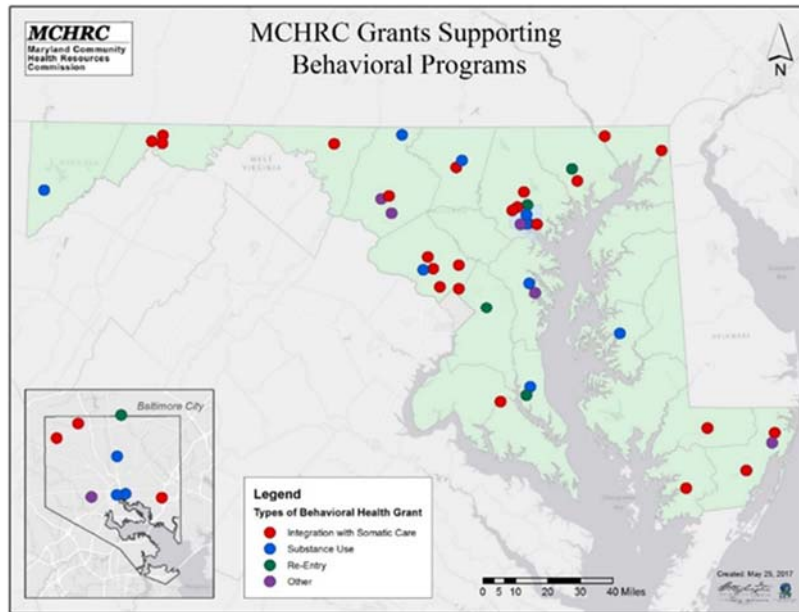 MCHRC
Maryland Community
Health Resources
Commission
MCHRC Grants Supporting
Behavioral Programs
N
WEST
VIRGINIA
DELAWARE
Baltimore City
Legend
Types of Behavioral Health Grant
Integration with Somatic Care
Substance Use
Re-Entry
Other
0 5 10 20 30 40 Miles
Created: May 25, 2017